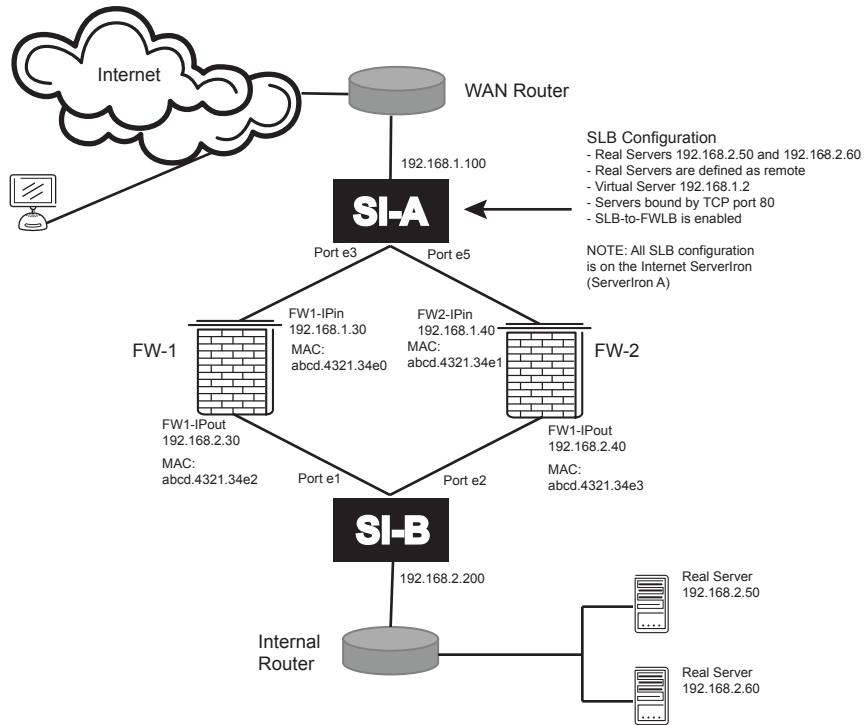 Internet
WAN Router
192.168.1.100
SLB Configuration
- Real Servers 192.168.2.50 and 192.168.2.60
- Real Servers are defined as remote
- Virtual Server 192.168.1.2
- Servers bound by TCP port 80
- SLB-to-FWLB is enabled
NOTE: All SLB configuration
is on the Internet ServerIron
(ServerIron A)
SI-A
Port e3
Port e5
FW-1
FW1-IPin
192.168.1.30
MAC:
abcd.4321.34e0
FW2-IPin
192.168.1.40
MAC:
abcd.4321.34e1
FW-2
FW1-IPout
192.168.2.30
MAC:
abcd.4321.34e2
FW1-IPout
192.168.2.40
MAC:
abcd.4321.34e3
Port e1
Port e2
SI-B
192.168.2.200
Internal
Router
Real Server
192.168.2.50
Real Server
192.168.2.60